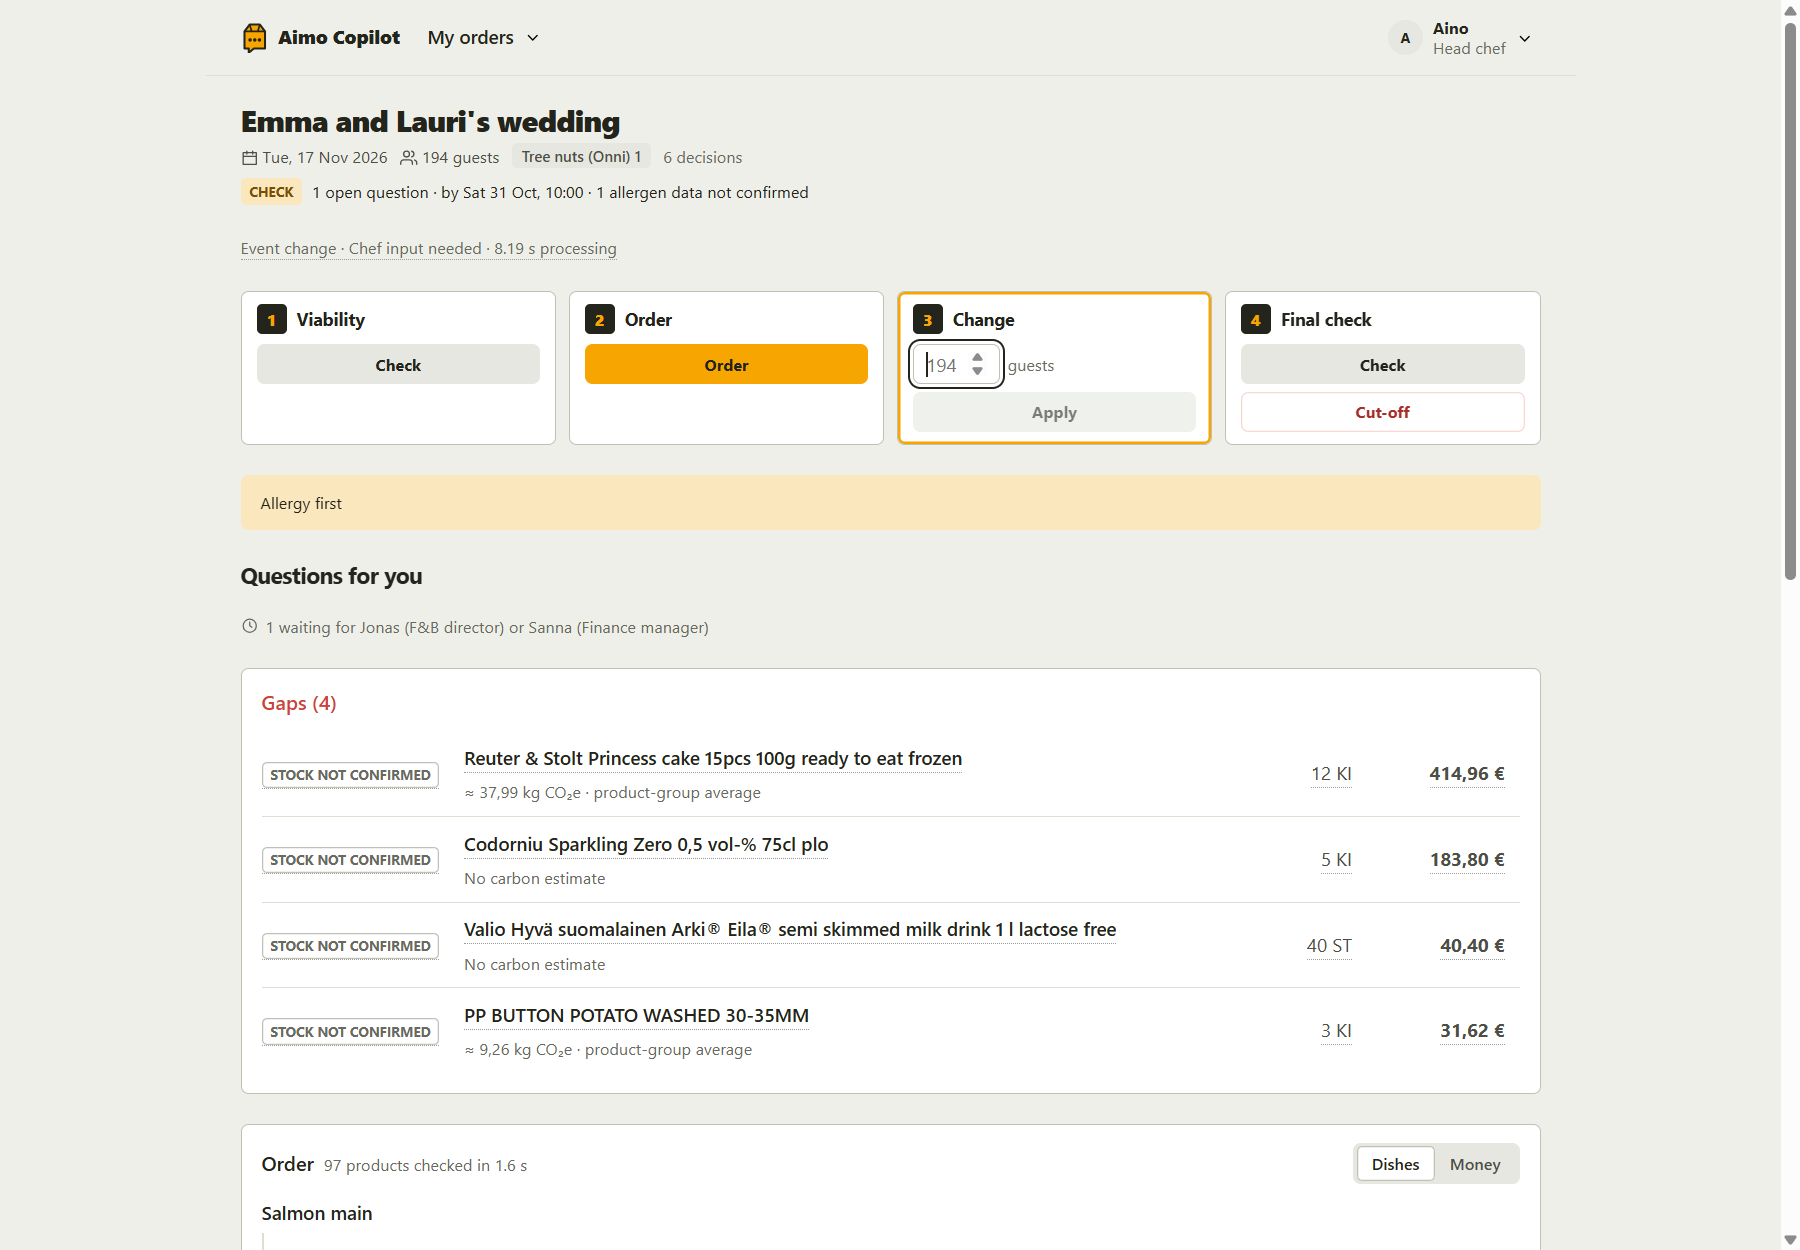 Aimo Copilot
My orders
A
Aino
Head chef
Emma and Lauri's wedding
Tue, 17 Nov 2026 194 guests Tree nuts (Onni) 1 6 decisions
CHECK 1 open question · by Sat 31 Oct, 10:00 · 1 allergen data not confirmed
Event change · Chef input needed · 8.19 s processing
1 Viability
Check
2 Order
Order
3 Change
194 guests
Apply
4 Final check
Check
Cut-off
Allergy first
Questions for you
1 waiting for Jonas (F&B director) or Sanna (Finance manager)
Gaps (4)
STOCK NOT CONFIRMED Reuter & Stolt Princess cake 15pcs 100g ready to eat frozen 12 KI 414,96 €
≈ 37,99 kg CO₂e · product-group average
STOCK NOT CONFIRMED Codorniu Sparkling Zero 0,5 vol-% 75cl plo 5 KI 183,80 €
No carbon estimate
STOCK NOT CONFIRMED Valio Hyvä suomalainen Arki® Eila® semi skimmed milk drink 1 l lactose free 40 ST 40,40 €
No carbon estimate
STOCK NOT CONFIRMED PP BUTTON POTATO WASHED 30-35MM 3 KI 31,62 €
≈ 9,26 kg CO₂e · product-group average
Order 97 products checked in 1.6 s Dishes Money
Salmon main